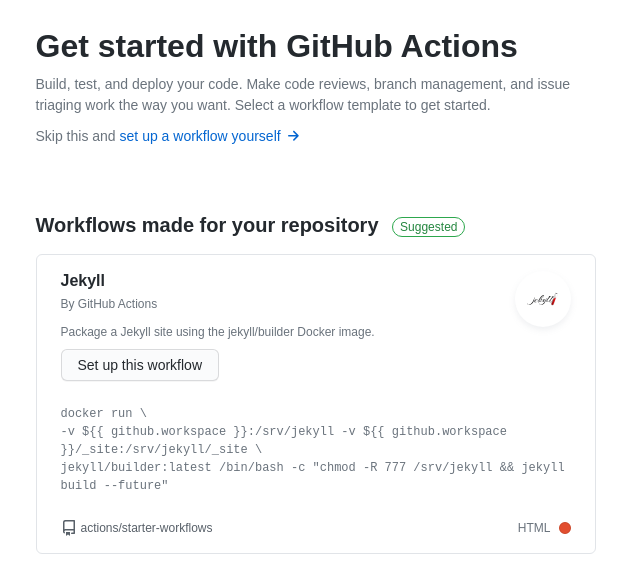 Get started with GitHub Actions
Build, test, and deploy your code. Make code reviews, branch management, and issue
triaging work the way you want. Select a workflow template to get started.
Skip this and set up a workflow yourself →
Workflows made for your repository Suggested
Jekyll
jekyll
By GitHub Actions
Package a Jekyll site using the jekyll/builder Docker image.
Set up this workflow
docker run \
-v ${{ github.workspace }}:/srv/jekyll -v ${{ github.workspace
}}/_site:/srv/jekyll/_site \
jekyll/builder:latest /bin/bash -c "chmod -R 777 /srv/jekyll && jekyll
build --future"
actions/starter-workflows HTML